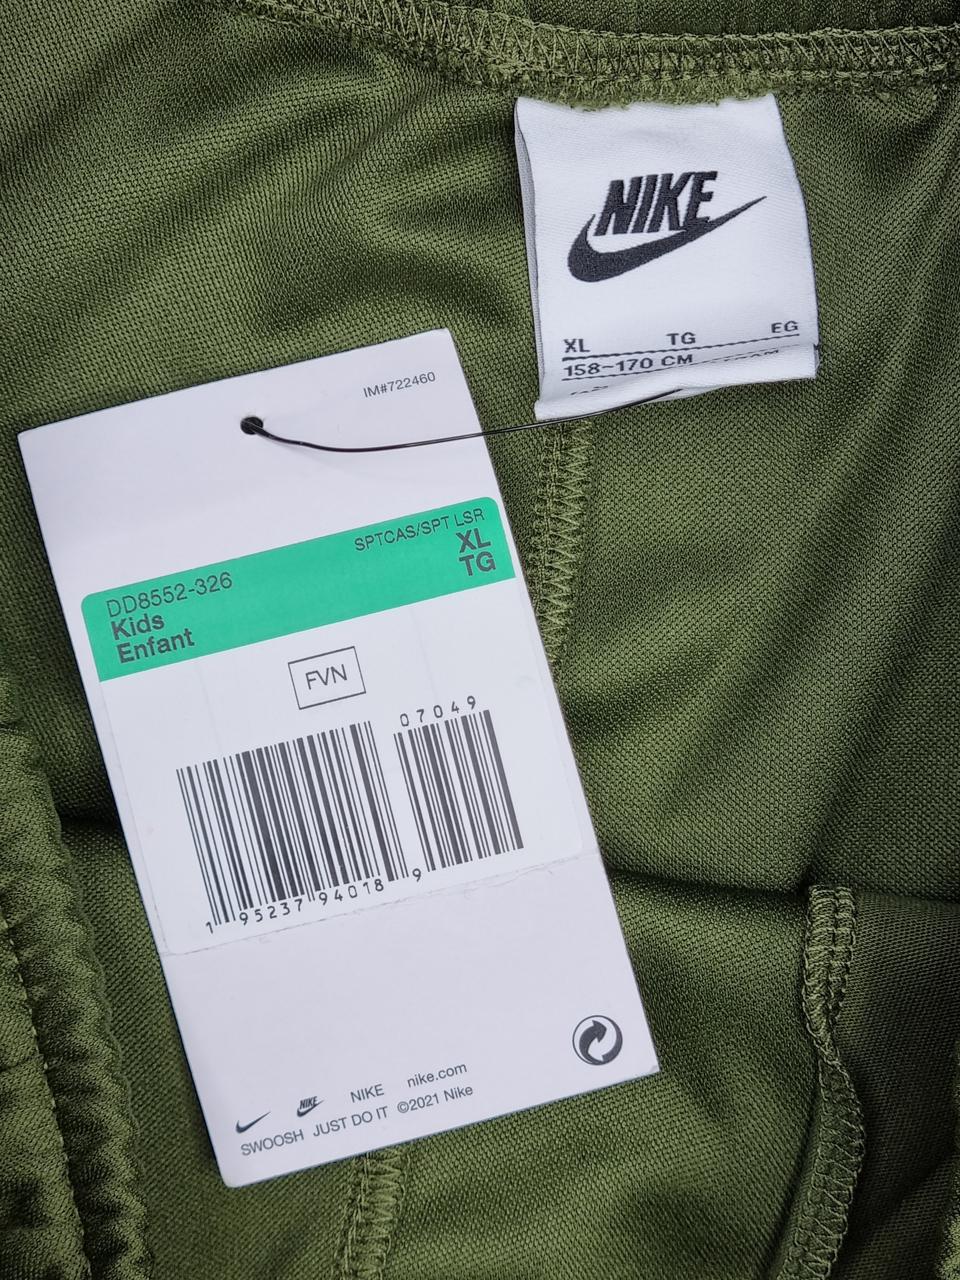 NIKE
XL TG EG
158-170 CM
IM#722460
SPTCAS/SPT LSR
XL
TG
DD8552-326
Kids
Enfant
FVN
07049
1 95237 94018 9
NIKE
NIKE nike.com
SWOOSH JUST DO IT ©2021 Nike